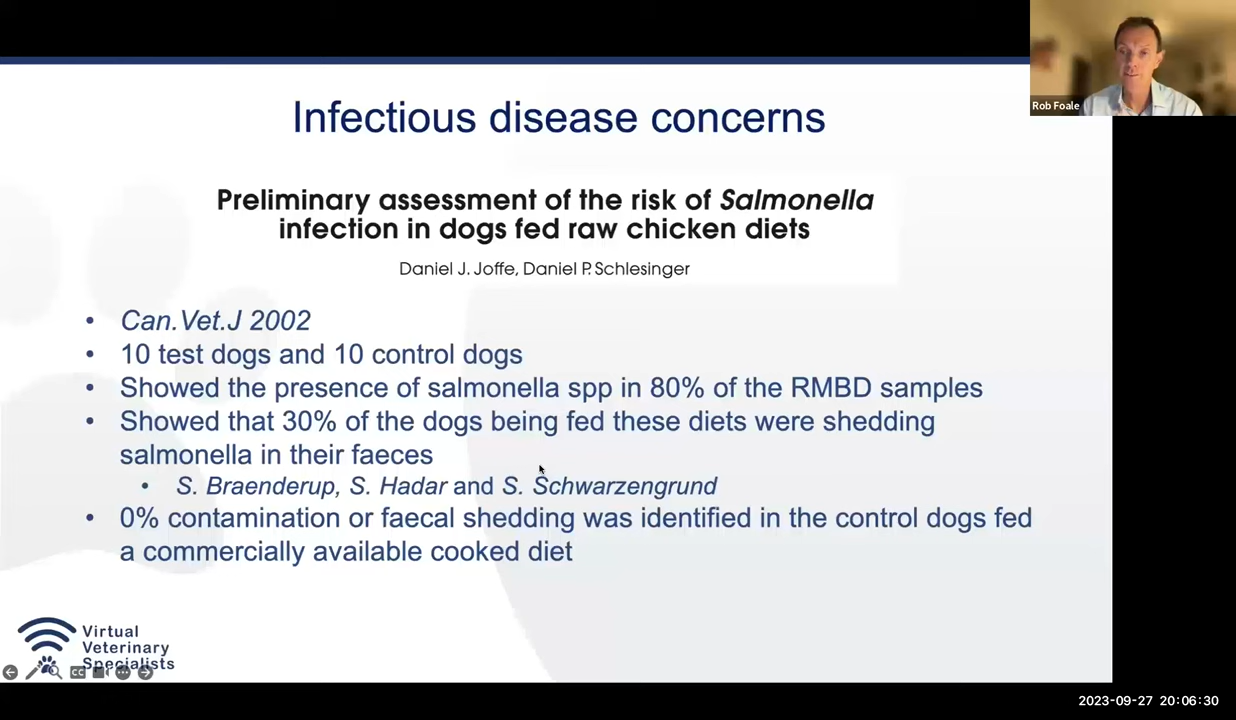 Rob Foale
Infectious disease concerns
Preliminary assessment of the risk of Salmonella
infection in dogs fed raw chicken diets
Daniel J. Joffe, Daniel P. Schlesinger
• Can.Vet.J 2002
• 10 test dogs and 10 control dogs
• Showed the presence of salmonella spp in 80% of the RMBD samples
• Showed that 30% of the dogs being fed these diets were shedding
salmonella in their faeces
• S. Braenderup, S. Hadar and S. Schwarzengrund
• 0% contamination or faecal shedding was identified in the control dogs fed
a commercially available cooked diet
Virtual
Veterinary
Specialists
CC
2023-09-27 20:06:30